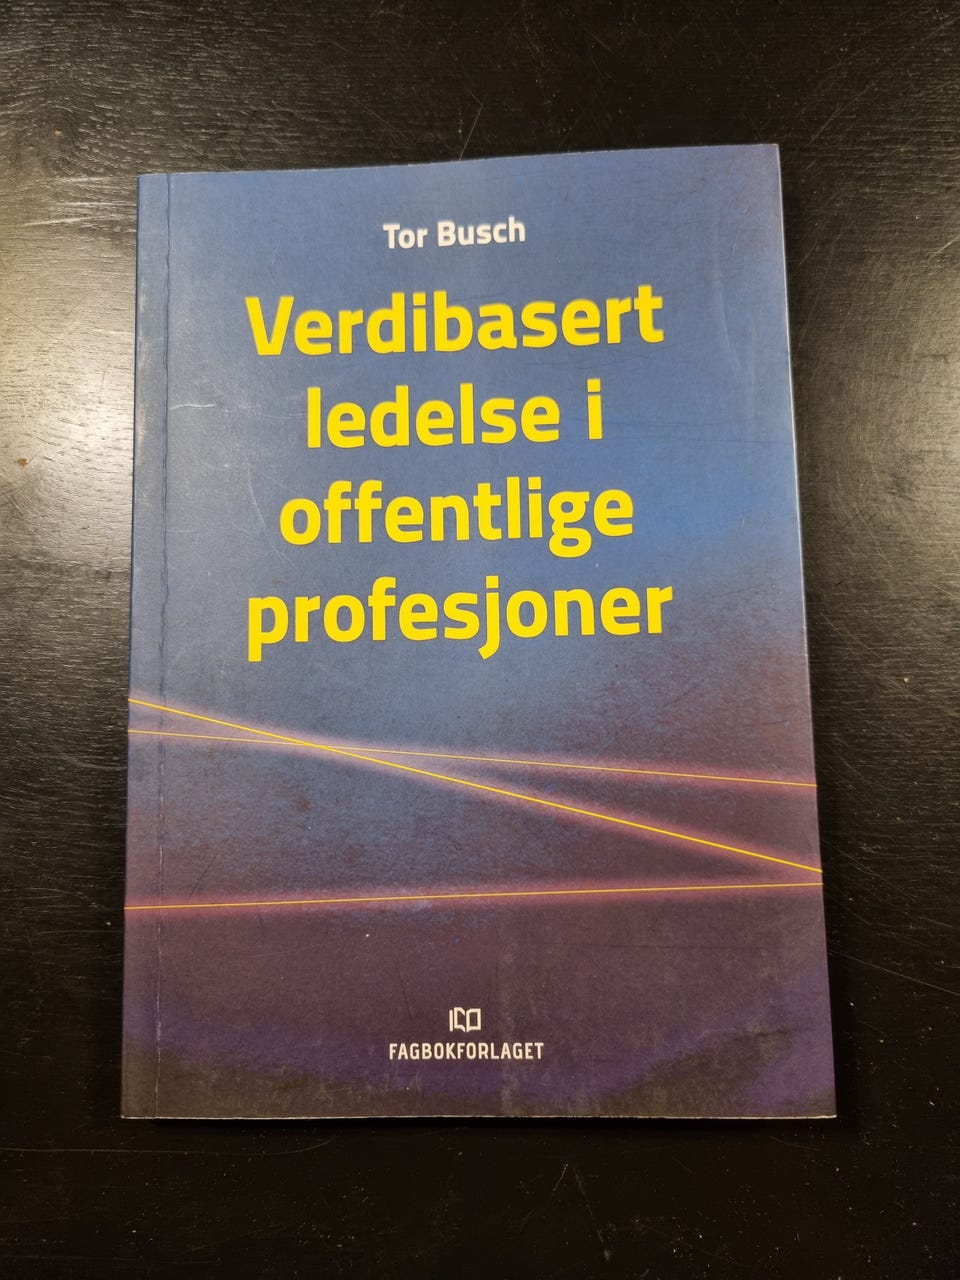 Tor Busch
Verdibasert
ledelse i
offentlige
profesjoner
FAGBOKFORLAGET